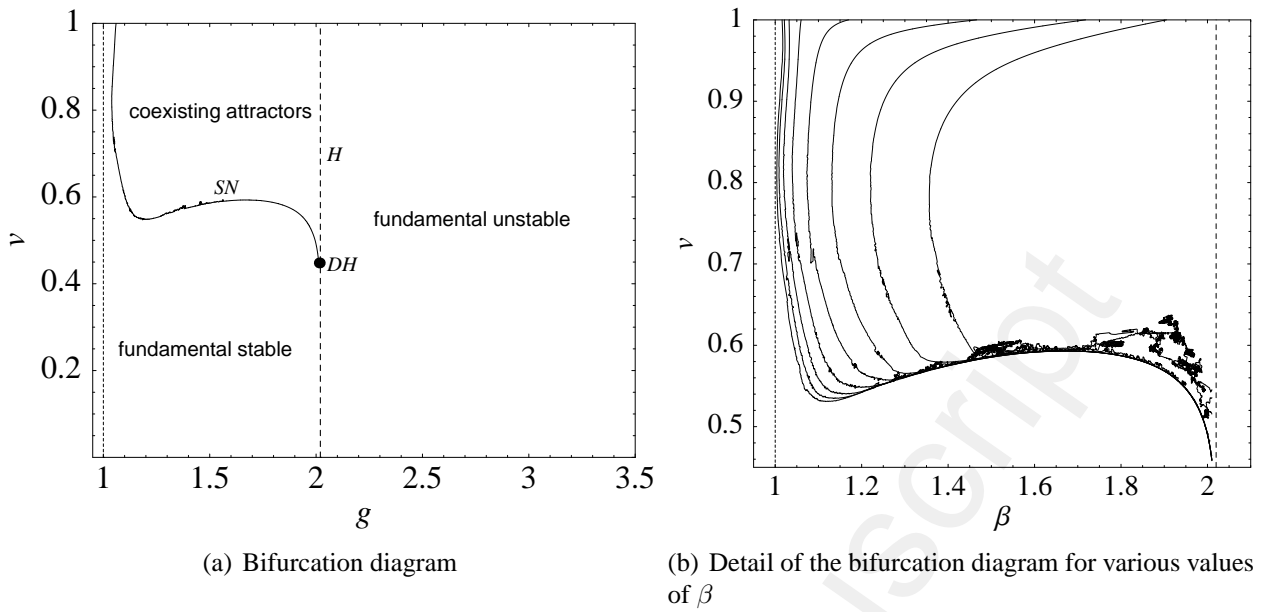 1
0.8
0.6
0.4
0.2
v
coexisting attractors
H
SN
fundamental unstable
DH
fundamental stable
1
1.5
2
2.5
3
3.5
g
(a) Bifurcation diagram
1
0.9
0.8
0.7
0.6
0.5
v
1
1.2
1.4
1.6
1.8
2
β
(b) Detail of the bifurcation diagram for various values
of β
script